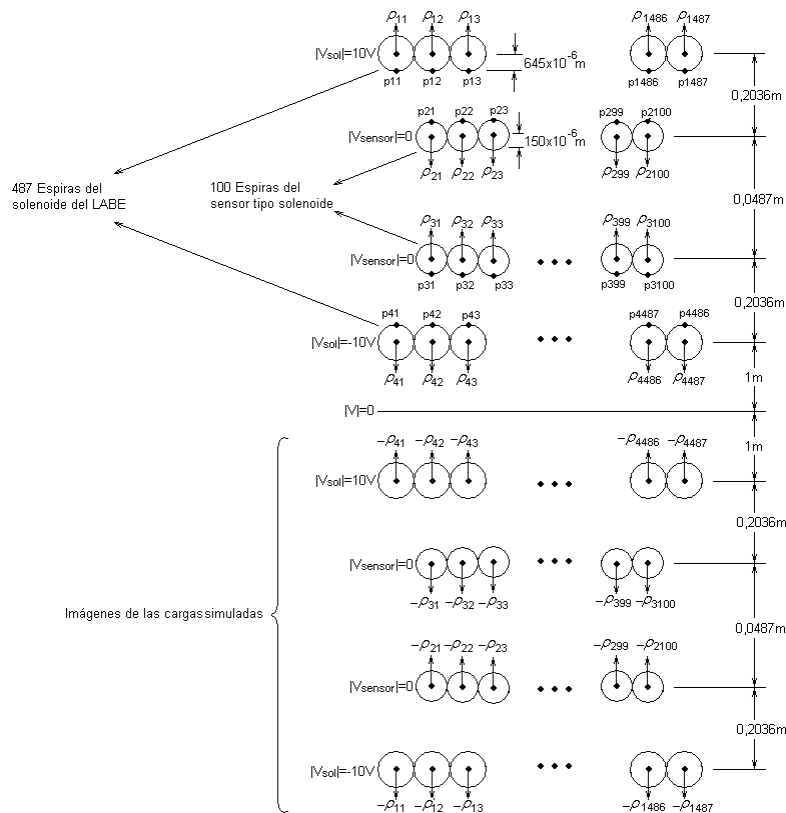 ρ11 ρ12 ρ13 ρ1486 ρ1487
|Vsol|=10V
645x10⁻⁶m
p11 p12 p13 p1486 p1487
0,2036m
p21 p22 p23 p299 p2100
|Vsensor|=0
150x10⁻⁶m
ρ21 ρ22 ρ23 ρ299 ρ2100
487 Espiras del
solenoide del LABE
100 Espiras del
sensor tipo solenoide
0,0487m
ρ31 ρ32 ρ33 ρ399 ρ3100
|Vsensor|=0
p31 p32 p33 p399 p3100
0,2036m
p41 p42 p43 p4487 p4486
|Vsol|=-10V
ρ41 ρ42 ρ43 ρ4486 ρ4487
1m
|V|=0
1m
−ρ41 −ρ42 −ρ43 −ρ4486 −ρ4487
|Vsol|=10V
0,2036m
|Vsensor|=0
−ρ31 −ρ32 −ρ33 −ρ399 −ρ3100
Imágenes de las cargas simuladas
0,0487m
−ρ21 −ρ22 −ρ23 −ρ299 −ρ2100
|Vsensor|=0
0,2036m
|Vsol|=-10V
−ρ11 −ρ12 −ρ13 −ρ1486 −ρ1487